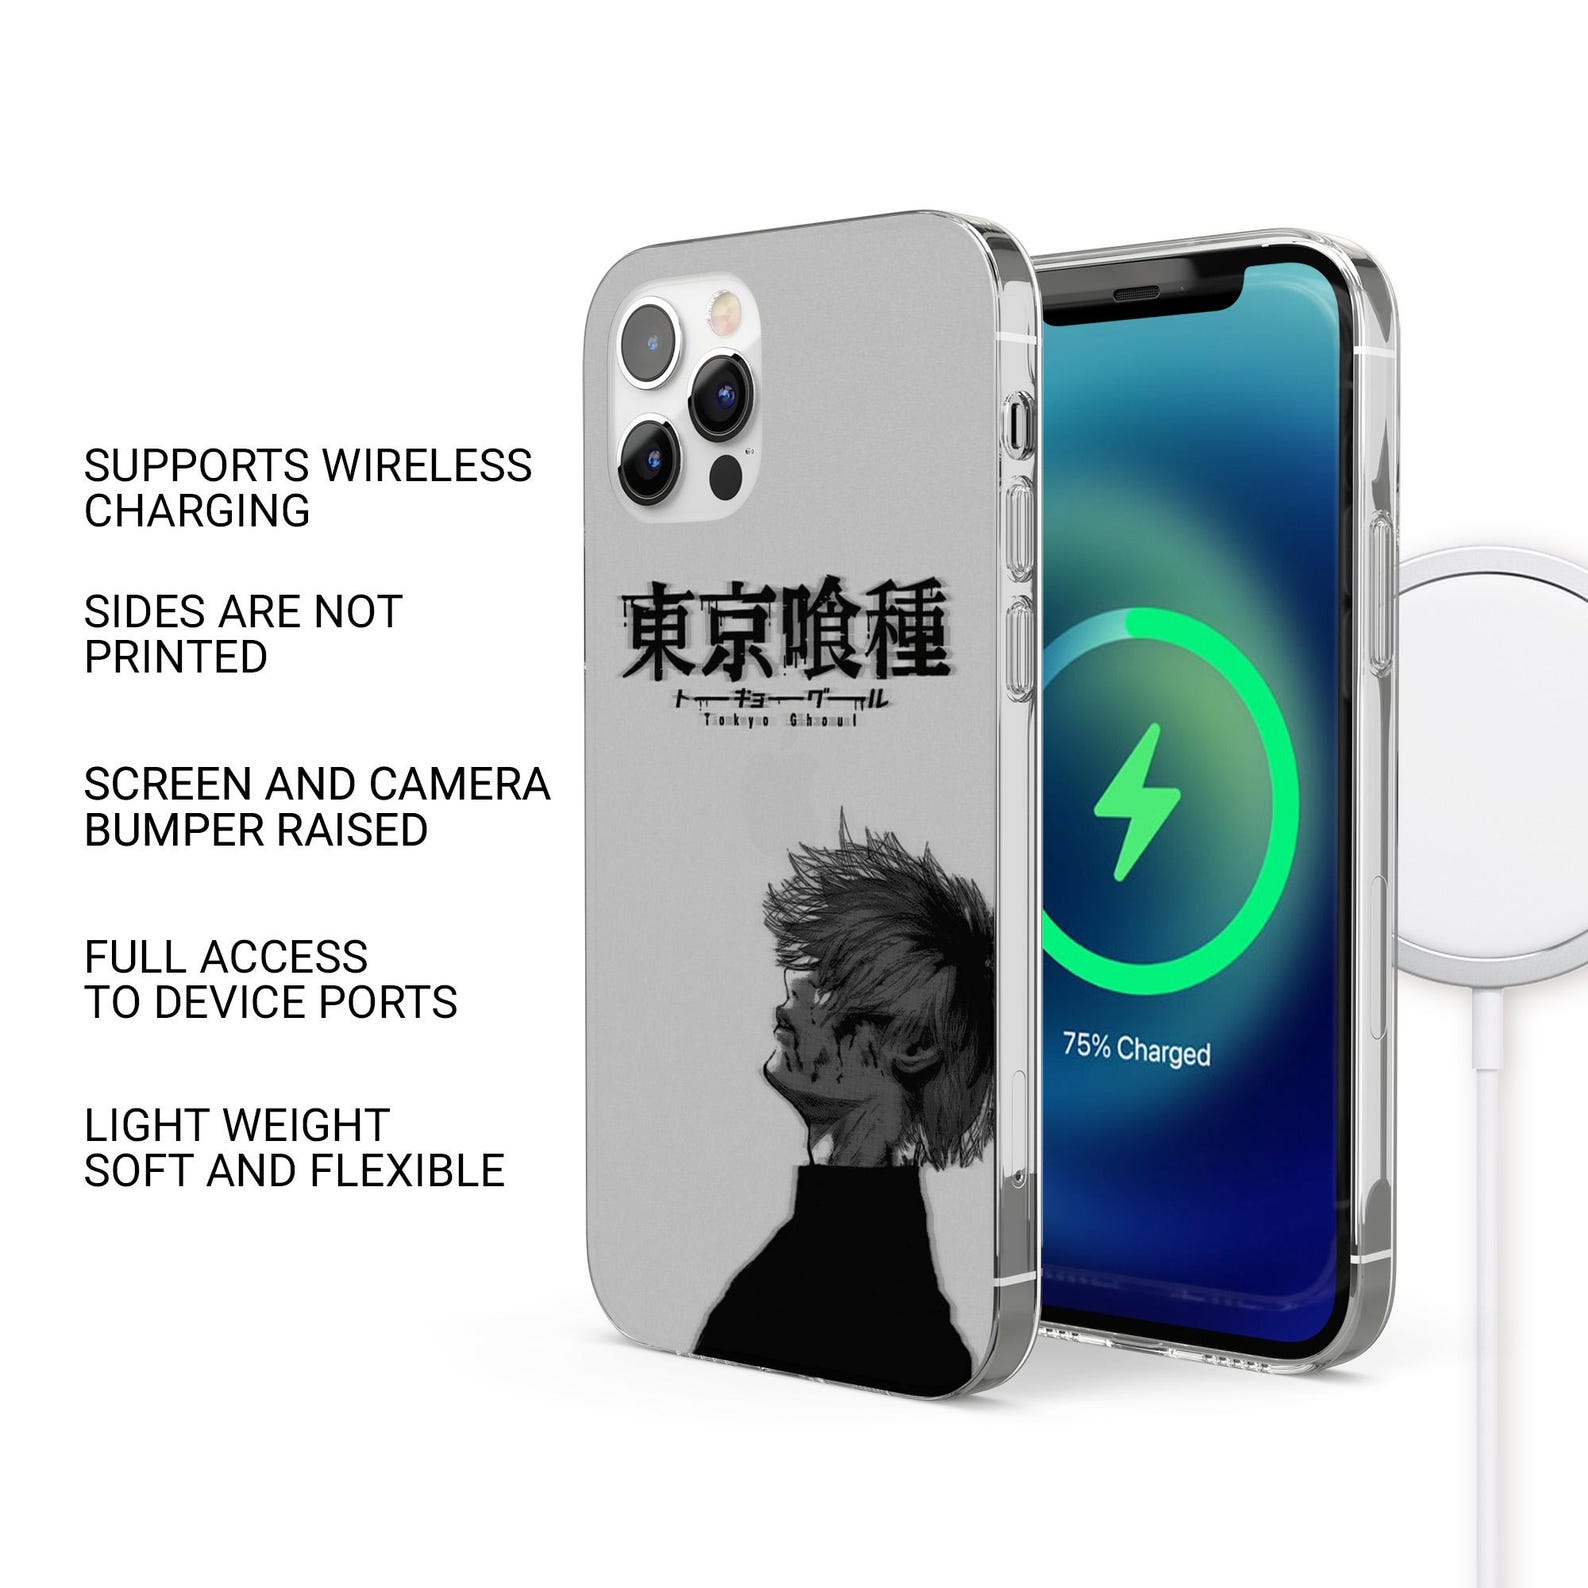 SUPPORTS WIRELESS
CHARGING
SIDES ARE NOT
PRINTED
SCREEN AND CAMERA
BUMPER RAISED
FULL ACCESS
TO DEVICE PORTS
LIGHT WEIGHT
SOFT AND FLEXIBLE
東京喰種
トーキョーグール
Tokyo Ghoul
75% Charged